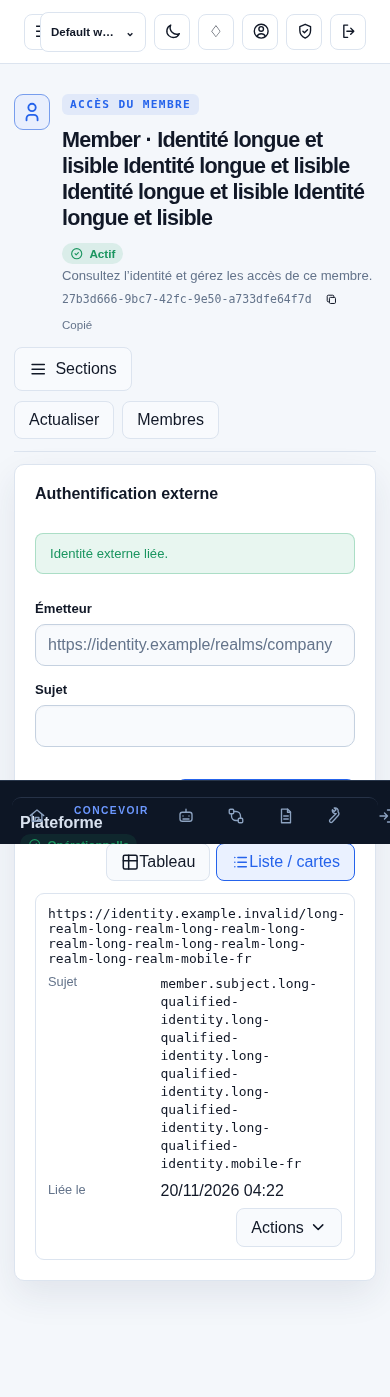 Default w...
ACCÈS DU MEMBRE
Member · Identité longue et
lisible Identité longue et lisible
Identité longue et lisible Identité
longue et lisible
Actif
Consultez l’identité et gérez les accès de ce membre.
27b3d666-9bc7-42fc-9e50-a733dfe64f7d
Copié
Sections
Actualiser
Membres
Authentification externe
Identité externe liée.
Émetteur
https://identity.example/realms/company
Sujet
CONCEVOIR
Plateforme
Opérationnelle
Tableau
Liste / cartes
https://identity.example.invalid/long-
realm-long-realm-long-realm-long-
realm-long-realm-long-realm-long-
realm-long-realm-mobile-fr
Sujet
member.subject.long-
qualified-
identity.long-
qualified-
identity.long-
qualified-
identity.long-
qualified-
identity.long-
qualified-
identity.mobile-fr
Liée le
20/11/2026 04:22
Actions